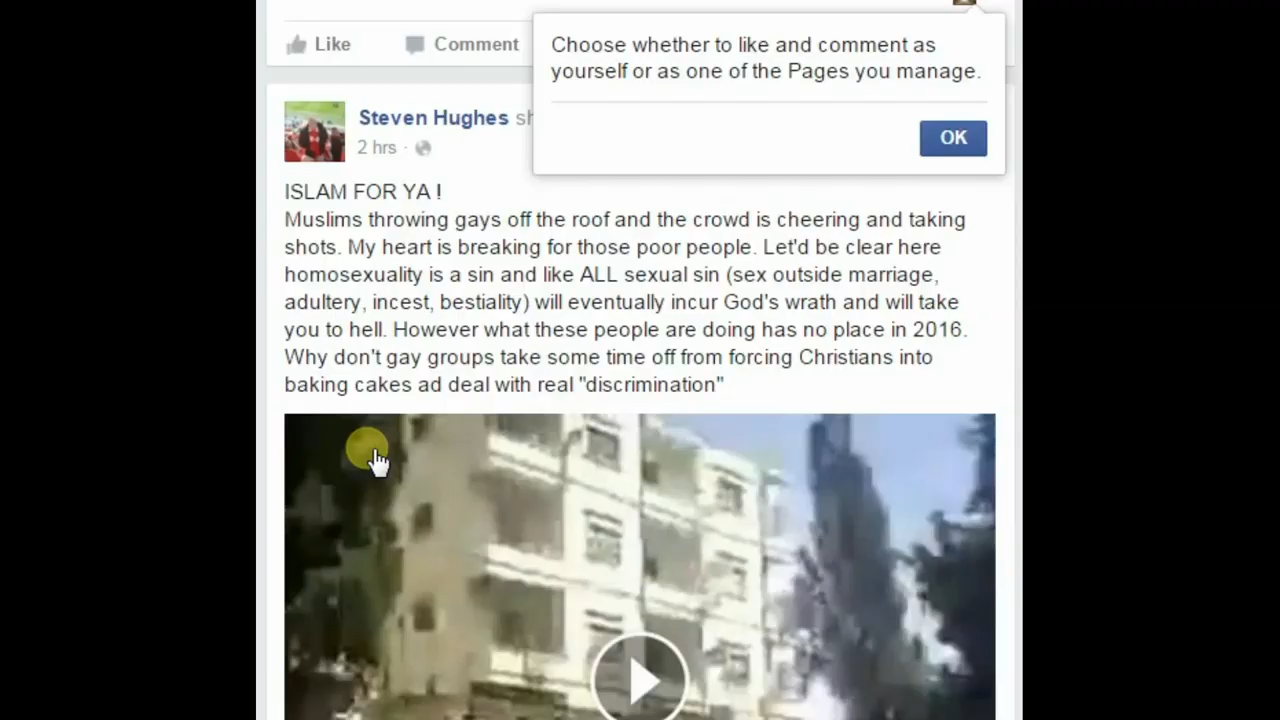 Like
Comment
Choose whether to like and comment as
yourself or as one of the Pages you manage.
OK
Steven Hughes
2 hrs ·
ISLAM FOR YA !
Muslims throwing gays off the roof and the crowd is cheering and taking
shots. My heart is breaking for those poor people. Let'd be clear here
homosexuality is a sin and like ALL sexual sin (sex outside marriage,
adultery, incest, bestiality) will eventually incur God's wrath and will take
you to hell. However what these people are doing has no place in 2016.
Why don't gay groups take some time off from forcing Christians into
baking cakes ad deal with real "discrimination"